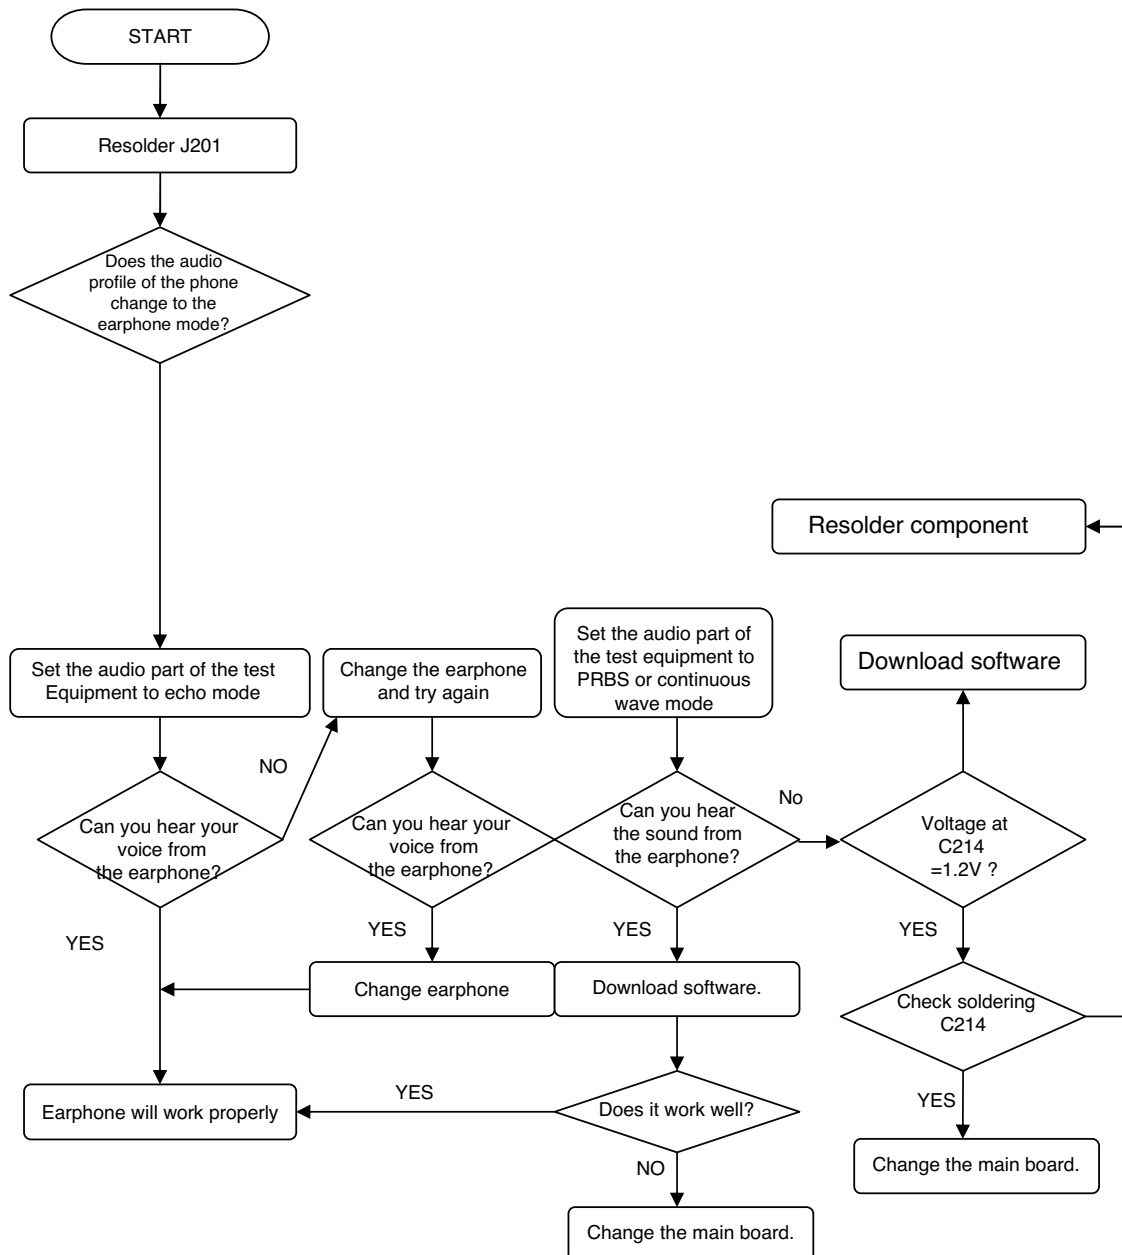 START
Resolder J201
Does the audio
profile of the phone
change to the
earphone mode?
Resolder component
Set the audio part of the test
Equipment to echo mode
Change the earphone
and try again
Set the audio part of
the test equipment to
PRBS or continuous
wave mode
Download software
NO
No
Can you hear your
voice from
the earphone?
Can you hear your
voice from
the earphone?
Can you hear
the sound from
the earphone?
Voltage at
C214
=1.2V ?
YES
YES
YES
YES
Change earphone
Download software.
Check soldering
C214
Earphone will work properly
YES
Does it work well?
YES
NO
Change the main board.
Change the main board.